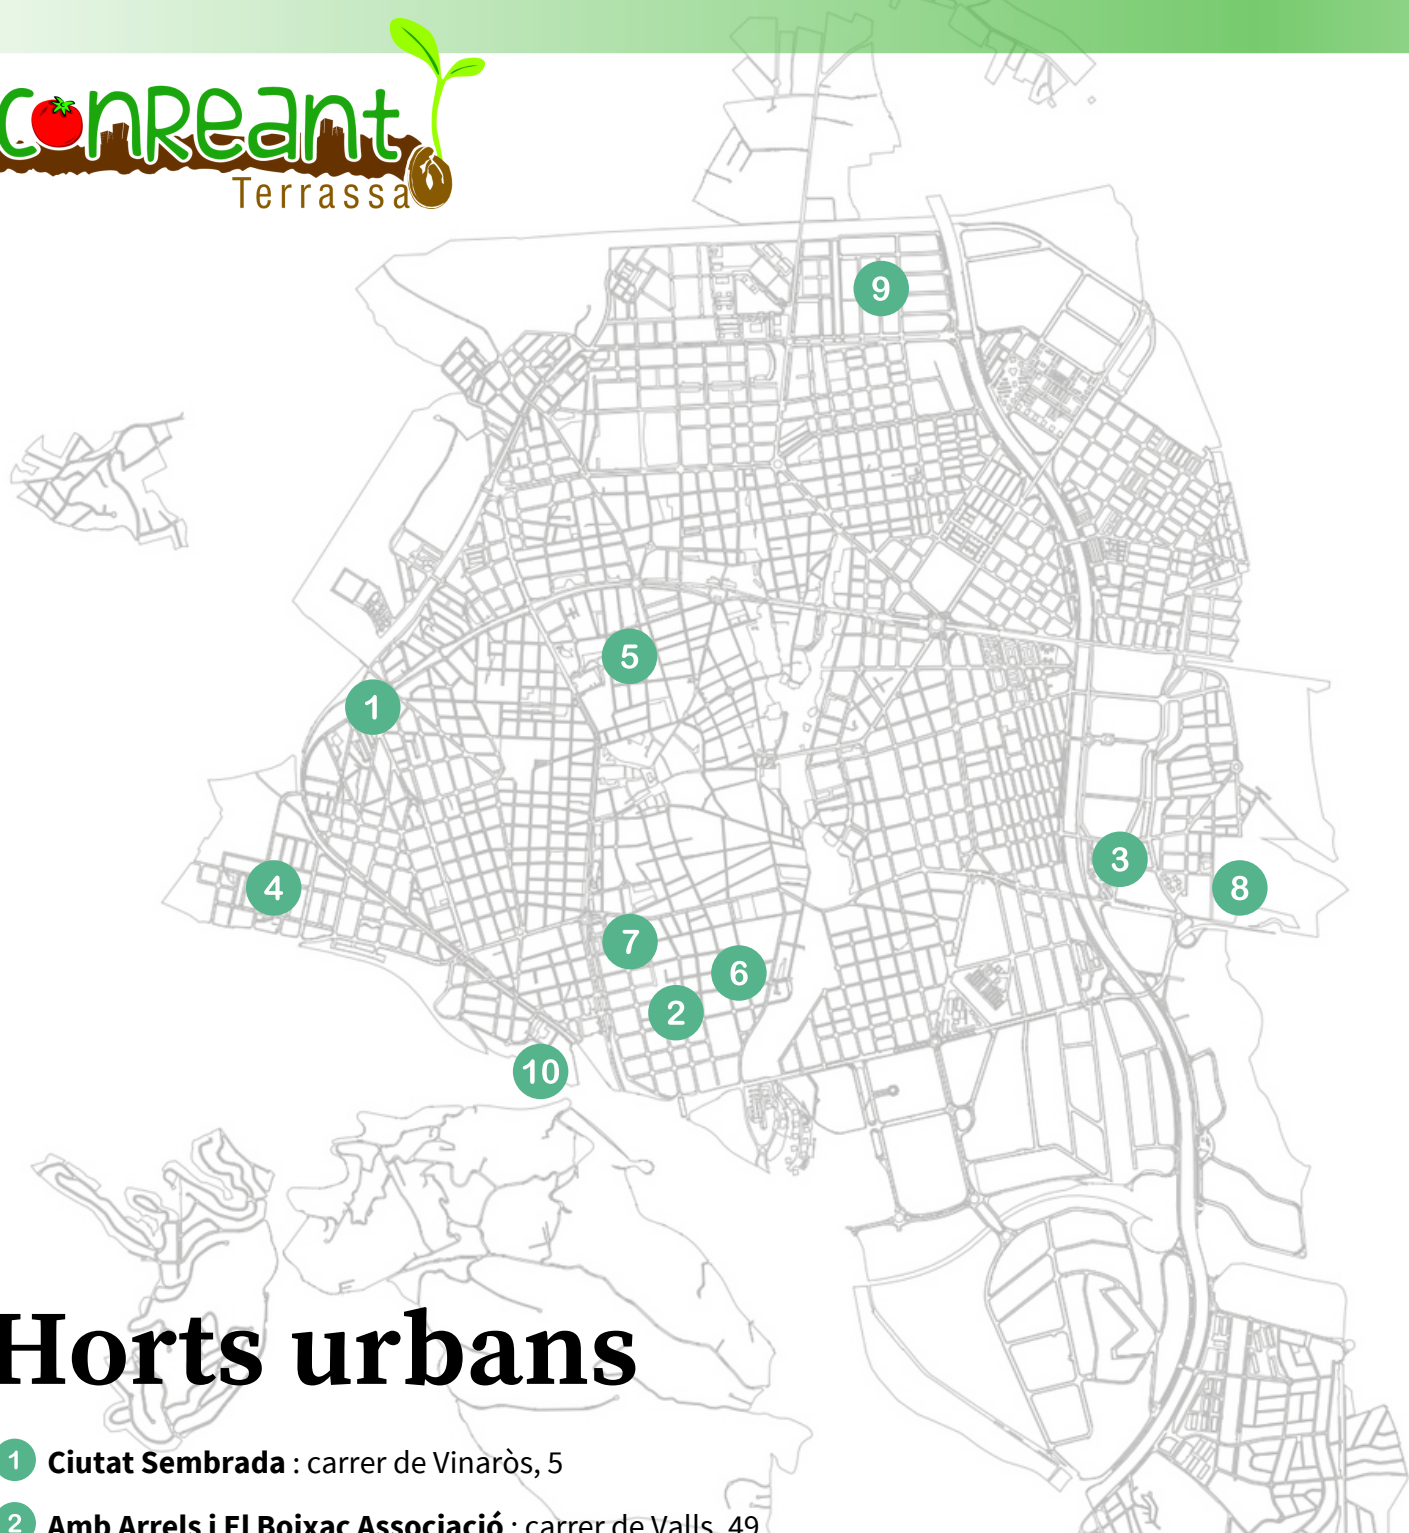 conReant
Terrassa
9
5
1
3
4
8
7
6
2
10
Horts urbans
1 Ciutat Sembrada : carrer de Vinaròs, 5
2 Amb Arrels i El Boixac Associació : carrer de Valls, 49